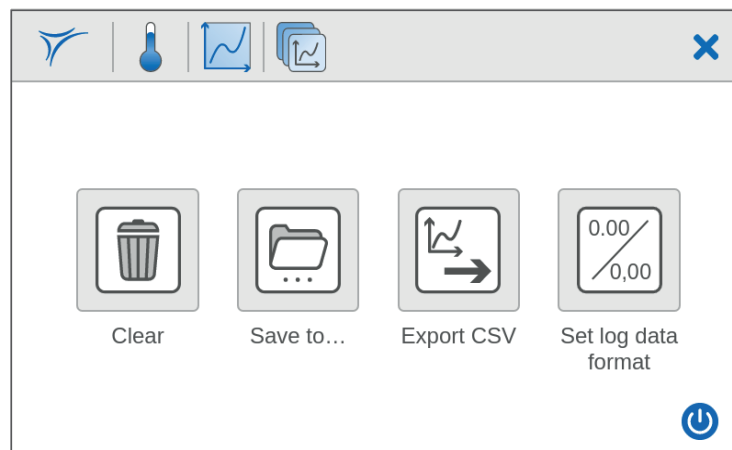 0.00
0,00
Clear
Save to…
Export CSV
Set log data
format